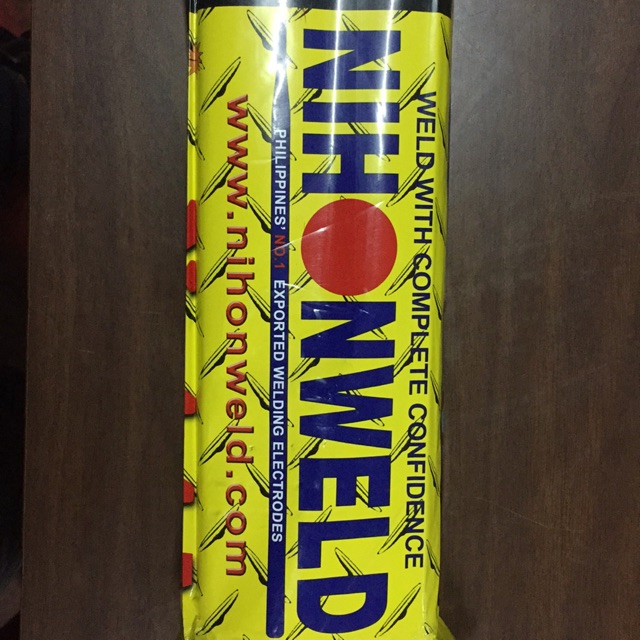 WELD WITH COMPLETE CONFIDENCE
NIHONWELD
PHILIPPINES' NO.1 EXPORTED WELDING ELECTRODES
www.nihonweld.com